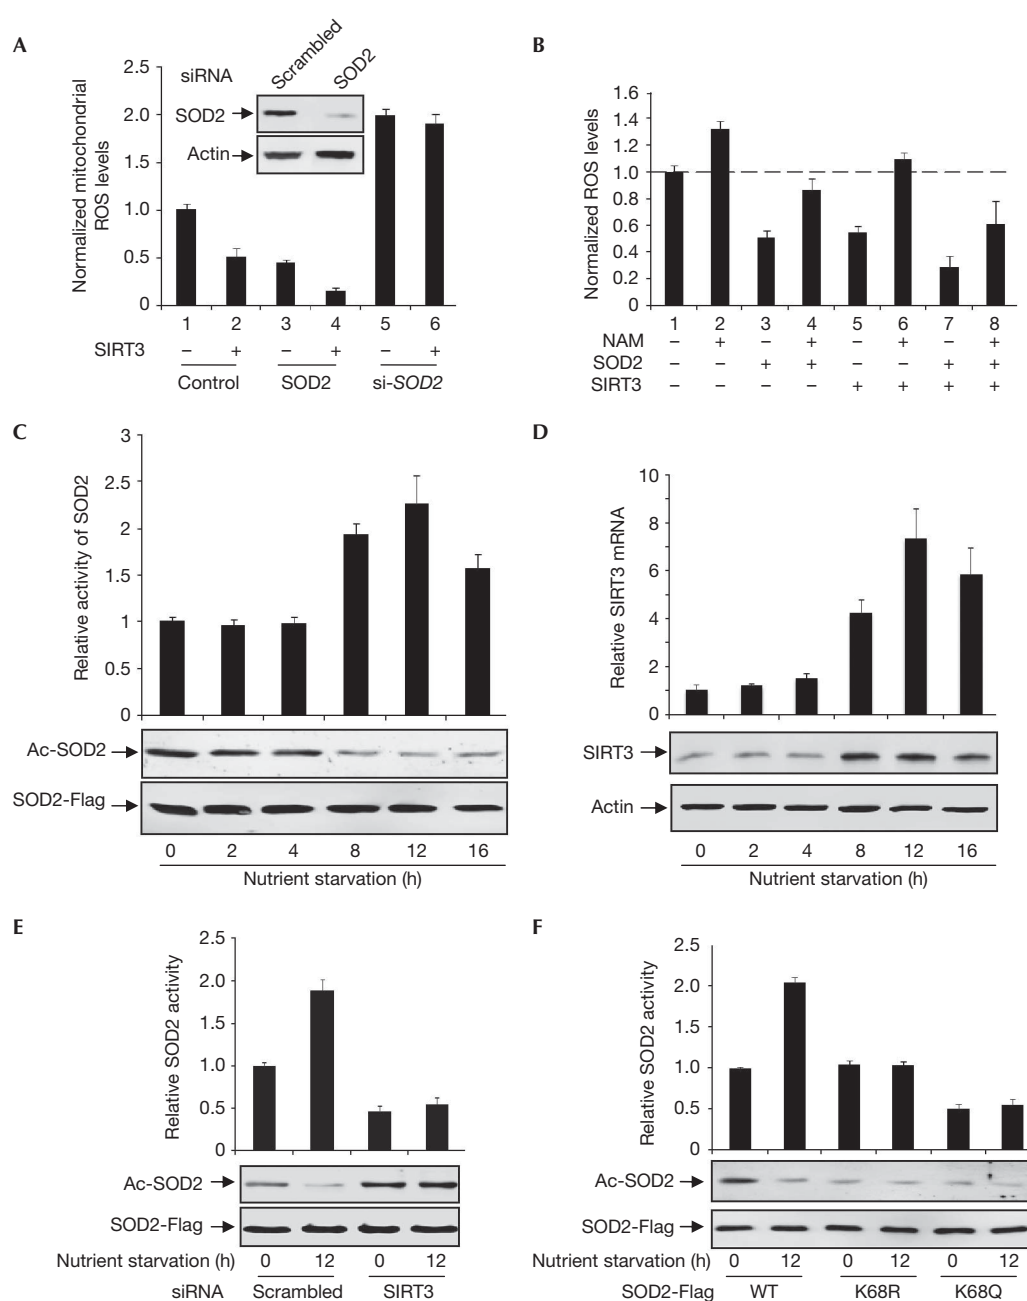 A
siRNA
Scrambled
SOD2
SOD2
Actin
Normalized mitochondrial
ROS levels
2.5
2.0
1.5
1.0
0.5
0
1 2 3 4 5 6
SIRT3 – + – + – +
Control SOD2 si-SOD2
B
Normalized ROS levels
1.6
1.4
1.2
1.0
0.8
0.6
0.4
0.2
0
1 2 3 4 5 6 7 8
NAM – + – + – + – +
SOD2 – – + + – – + +
SIRT3 – – – – + + + +
C
Relative activity of SOD2
3
2.5
2
1.5
1
0.5
0
Ac-SOD2
SOD2-Flag
0 2 4 8 12 16
Nutrient starvation (h)
D
Relative SIRT3 mRNA
10
8
6
4
2
0
SIRT3
Actin
0 2 4 8 12 16
Nutrient starvation (h)
E
Relative SOD2 activity
2.5
2.0
1.5
1.0
0.5
0
Ac-SOD2
SOD2-Flag
Nutrient starvation (h) 0 12 0 12
siRNA Scrambled SIRT3
F
Relative SOD2 activity
2.5
2.0
1.5
1.0
0.5
0
Ac-SOD2
SOD2-Flag
Nutrient starvation (h) 0 12 0 12 0 12
SOD2-Flag WT K68R K68Q